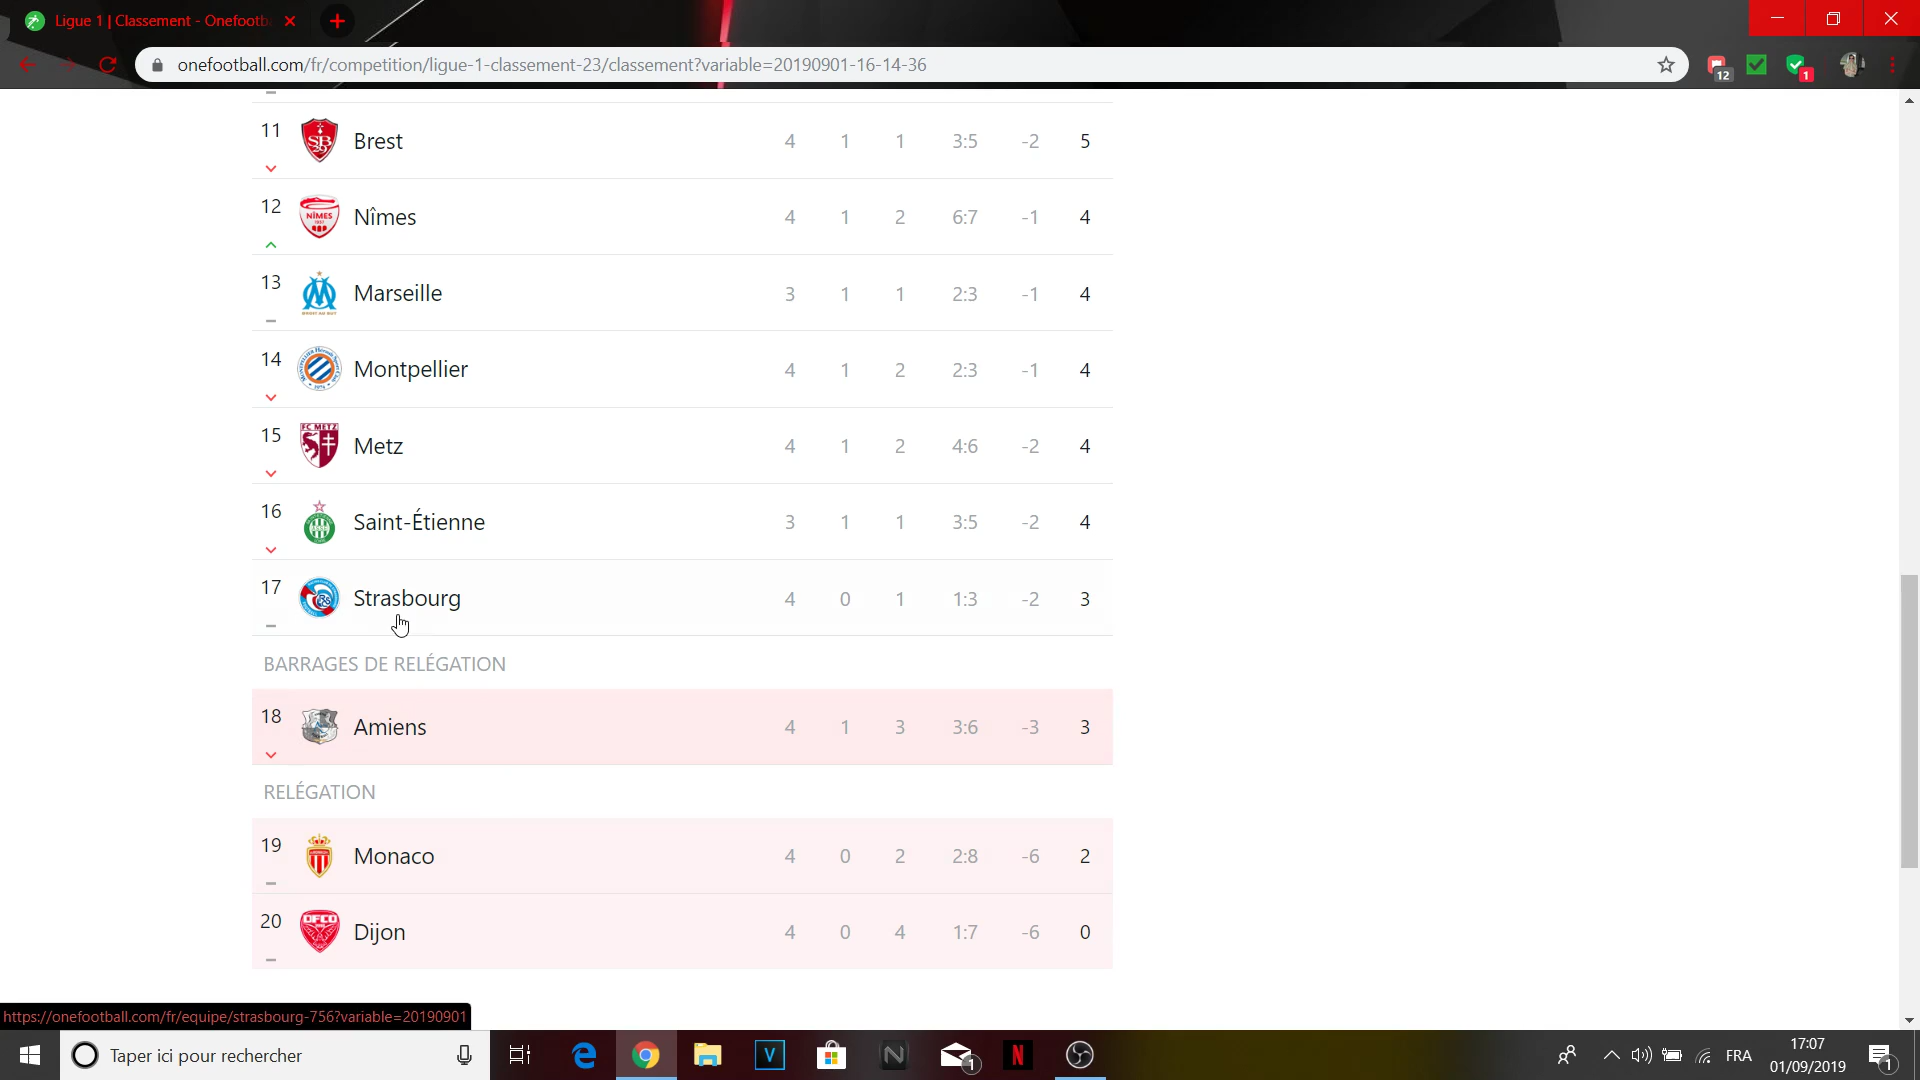 Ligue 1 | Classement - Onefootb
onefootball.com/fr/competition/ligue-1-classement-23/classement?variable=20190901-16-14-36
12
1
11 Brest 4 1 1 3:5 -2 5
12 Nîmes 4 1 2 6:7 -1 4
13 Marseille 3 1 1 2:3 -1 4
14 Montpellier 4 1 2 2:3 -1 4
15 Metz 4 1 2 4:6 -2 4
16 Saint-Étienne 3 1 1 3:5 -2 4
17 Strasbourg 4 0 1 1:3 -2 3
BARRAGES DE RELÉGATION
18 Amiens 4 1 3 3:6 -3 3
RELÉGATION
19 Monaco 4 0 2 2:8 -6 2
20 Dijon 4 0 4 1:7 -6 0
https://onefootball.com/fr/equipe/strasbourg-756?variable=20190901
Taper ici pour rechercher
1
FRA
17:07
01/09/2019
1